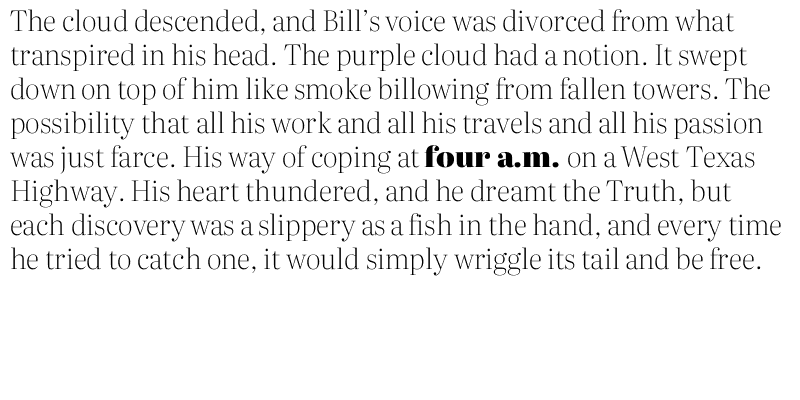 The cloud descended, and Bill’s voice was divorced from what
transpired in his head. The purple cloud had a notion. It swept
down on top of him like smoke billowing from fallen towers. The
possibility that all his work and all his travels and all his passion
was just farce. His way of coping at four a.m. on a West Texas
Highway. His heart thundered, and he dreamt the Truth, but
each discovery was a slippery as a fish in the hand, and every time
he tried to catch one, it would simply wriggle its tail and be free.